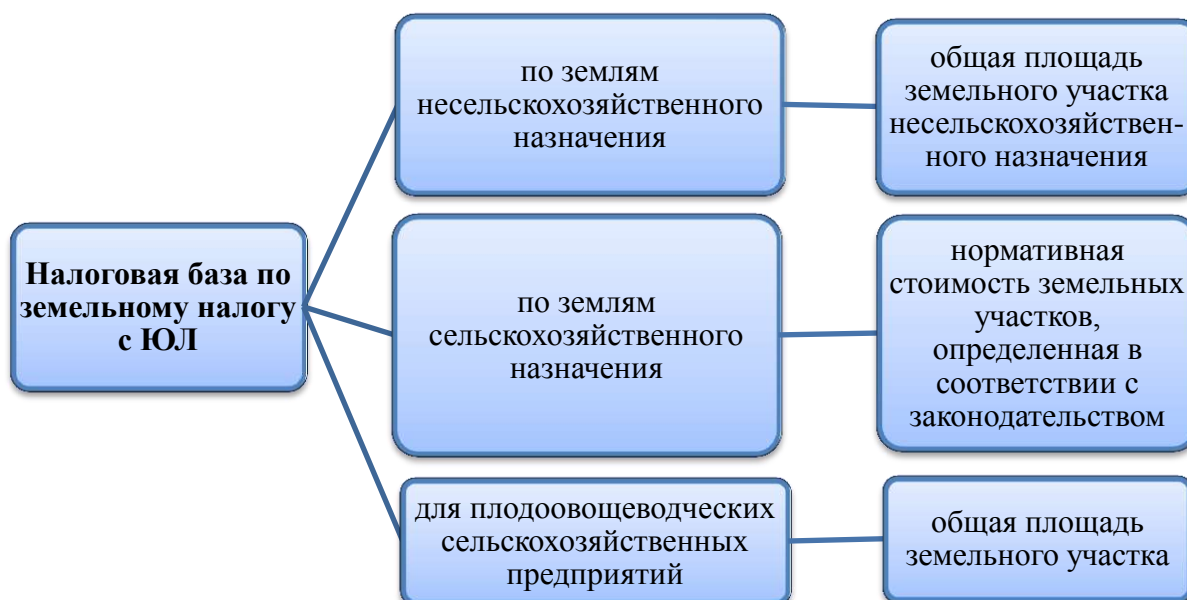 Налоговая база по
земельному налогу
с ЮЛ
по землям
несельскохозяйственного
назначения
общая площадь
земельного участка
несельскохозяйствен-
ного назначения
по землям
сельскохозяйственного
назначения
нормативная
стоимость земельных
участков,
определенная в
соответствии с
законодательством
для плодоовощеводческих
сельскохозяйственных
предприятий
общая площадь
земельного участка